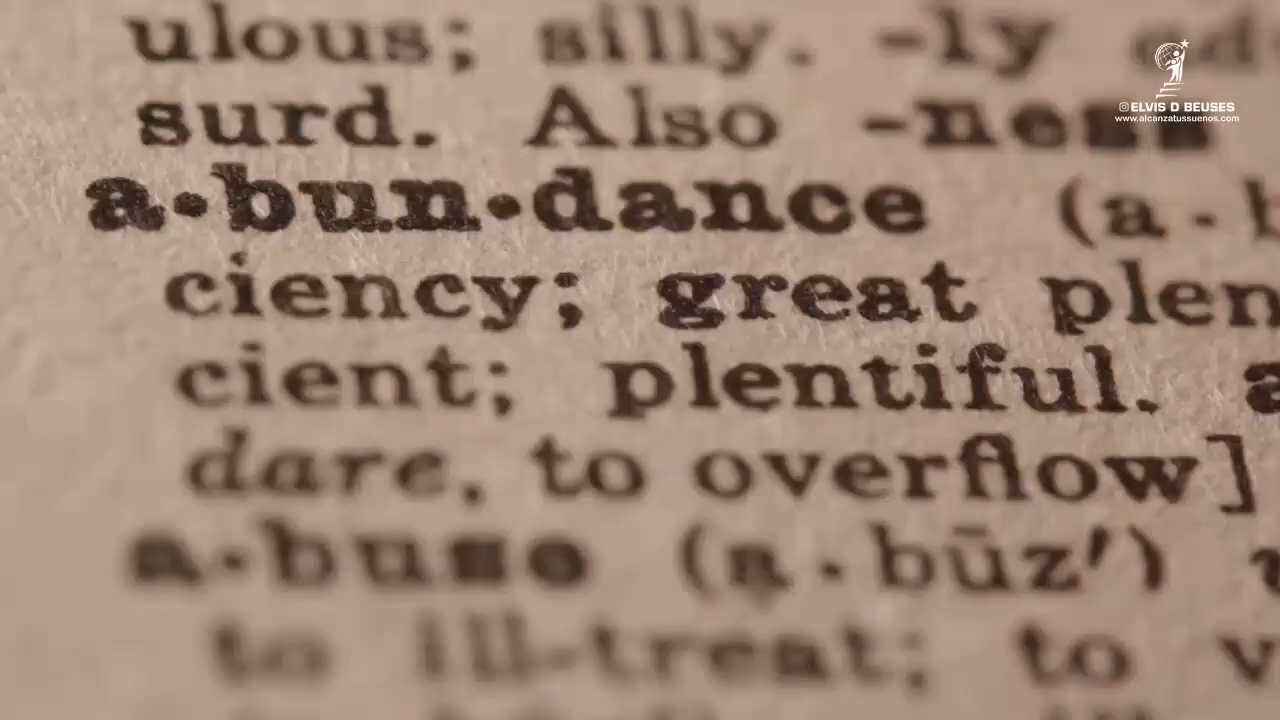 ulous; silly. -ly ad
surd. Also -ness
a·bun·dance (a - b
ciency; great plen
cient; plentiful. a
dare, to overflow]
a·buse (a · būz′) v
to ill-treat; to v
ELVIS D BEUSES
www.alcanzatussuenos.com